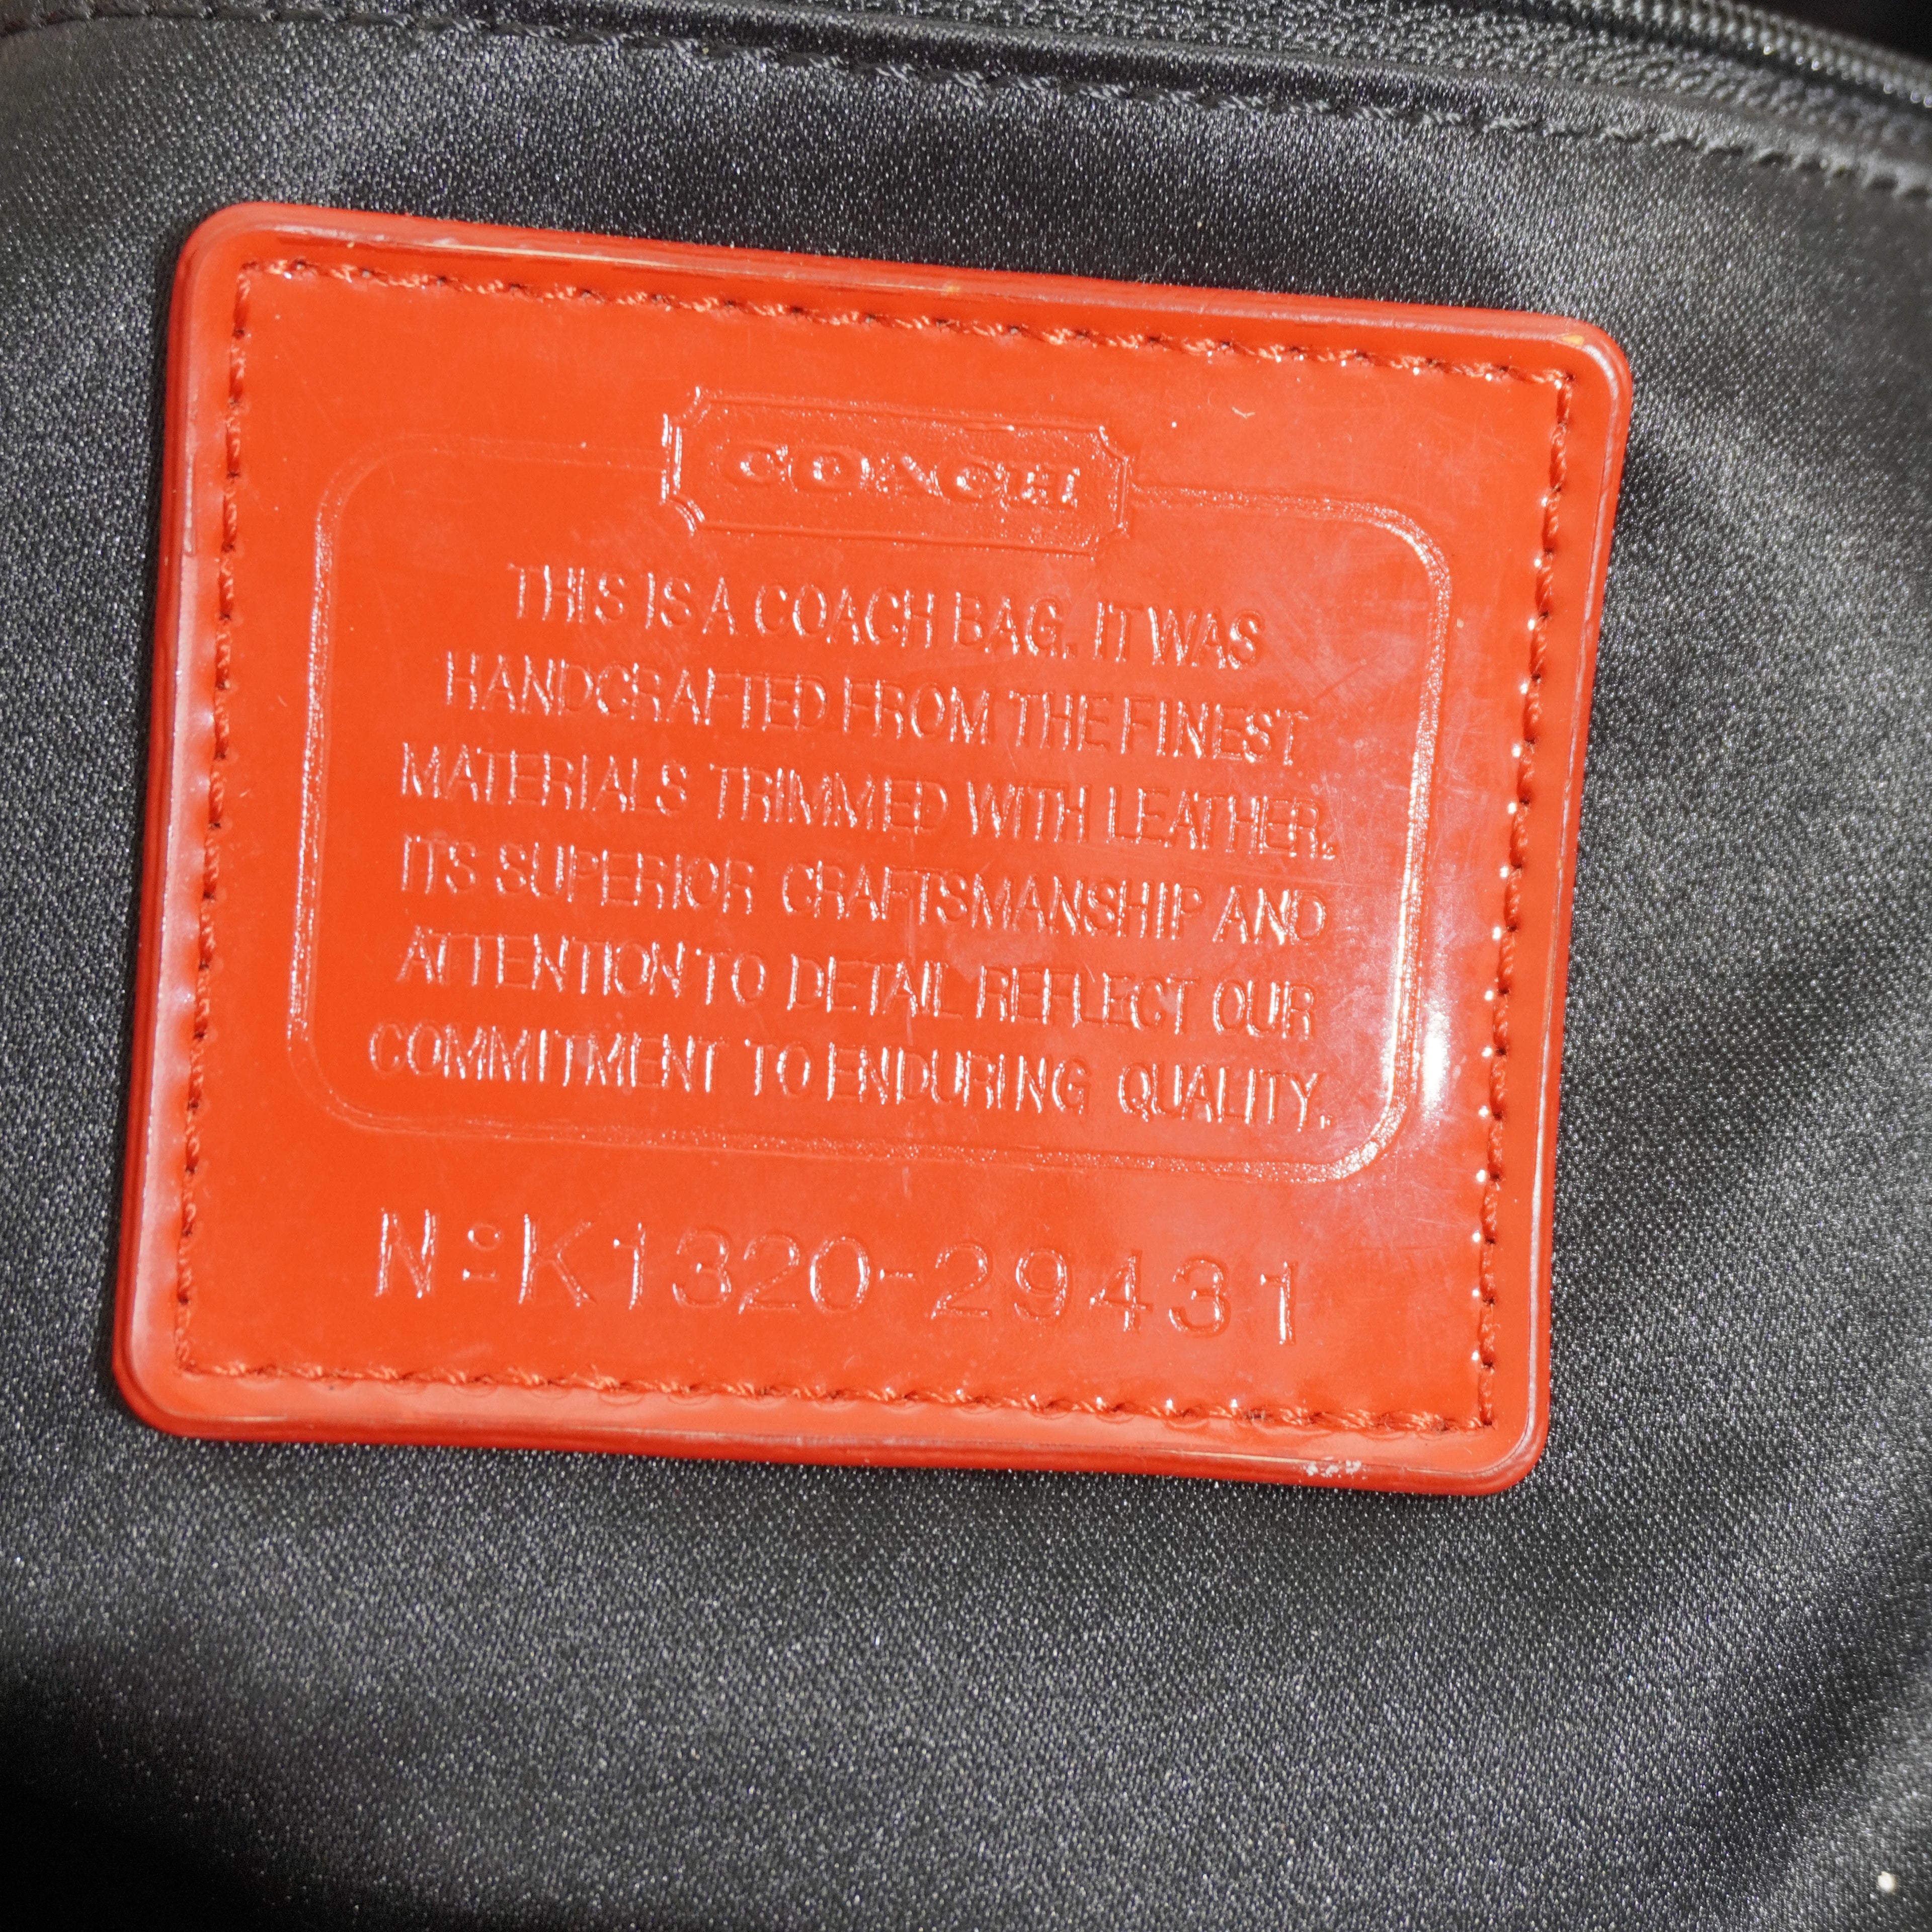 COACH
THIS IS A COACH BAG. IT WAS
HANDCRAFTED FROM THE FINEST
MATERIALS TRIMMED WITH LEATHER.
ITS SUPERIOR CRAFTSMANSHIP AND
ATTENTION TO DETAIL REFLECT OUR
COMMITMENT TO ENDURING QUALITY.
Nº K1320-29431